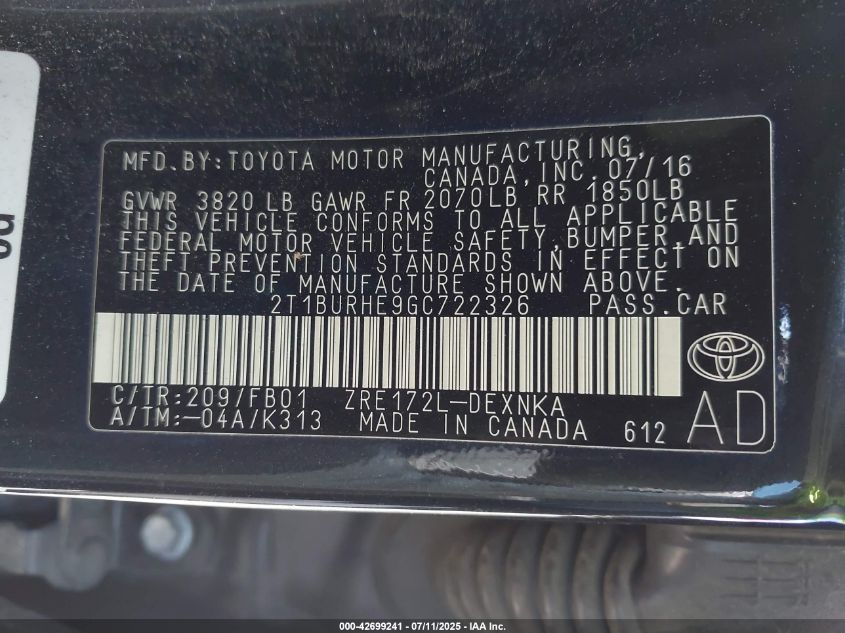 MFD.BY:TOYOTA MOTOR MANUFACTURING,
CANADA,INC. 07/16
GVWR 3820 LB GAWR FR 2070LB RR 1850LB
THIS VEHICLE CONFORMS TO ALL APPLICABLE
FEDERAL MOTOR VEHICLE SAFETY,BUMPER,AND
THEFT PREVENTION STANDARDS IN EFFECT ON
THE DATE OF MANUFACTURE SHOWN ABOVE.
2T1BURHE9GC722326 PASS.CAR
C/TR:209/FB01 ZRE172L-DEXNKA
A/TM:-04A/K313 MADE IN CANADA 612 AD
000-42699241 - 07/11/2025 - IAA Inc.